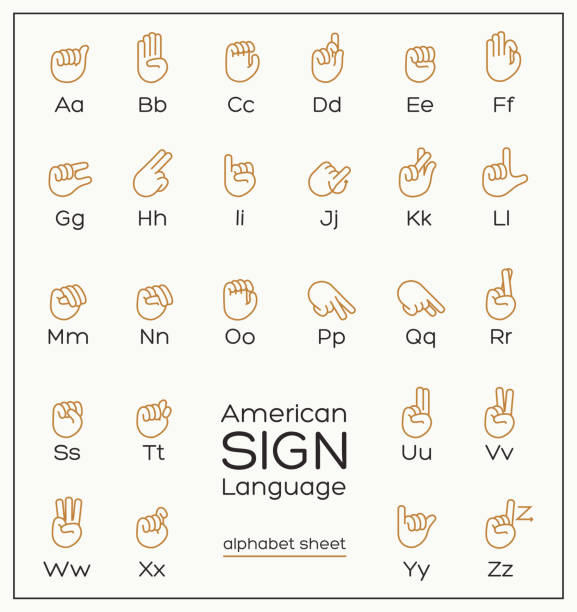 Aa Bb Cc Dd Ee Ff
Gg Hh Ii Jj Kk Ll
Mm Nn Oo Pp Qq Rr
Ss Tt
American
SIGN
Language
alphabet sheet
Uu Vv
Ww Xx
Yy Zz
Z